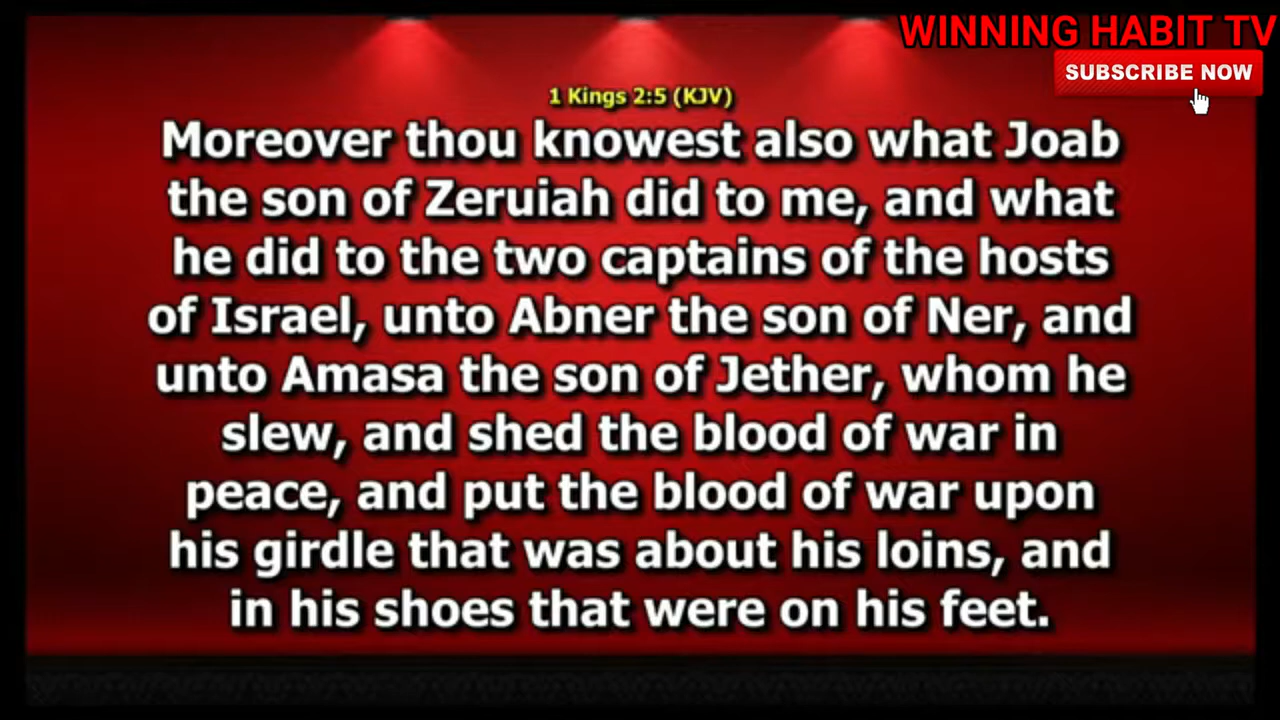 WINNING HABIT TV
SUBSCRIBE NOW
1 Kings 2:5 (KJV)
Moreover thou knowest also what Joab
the son of Zeruiah did to me, and what
he did to the two captains of the hosts
of Israel, unto Abner the son of Ner, and
unto Amasa the son of Jether, whom he
slew, and shed the blood of war in
peace, and put the blood of war upon
his girdle that was about his loins, and
in his shoes that were on his feet.